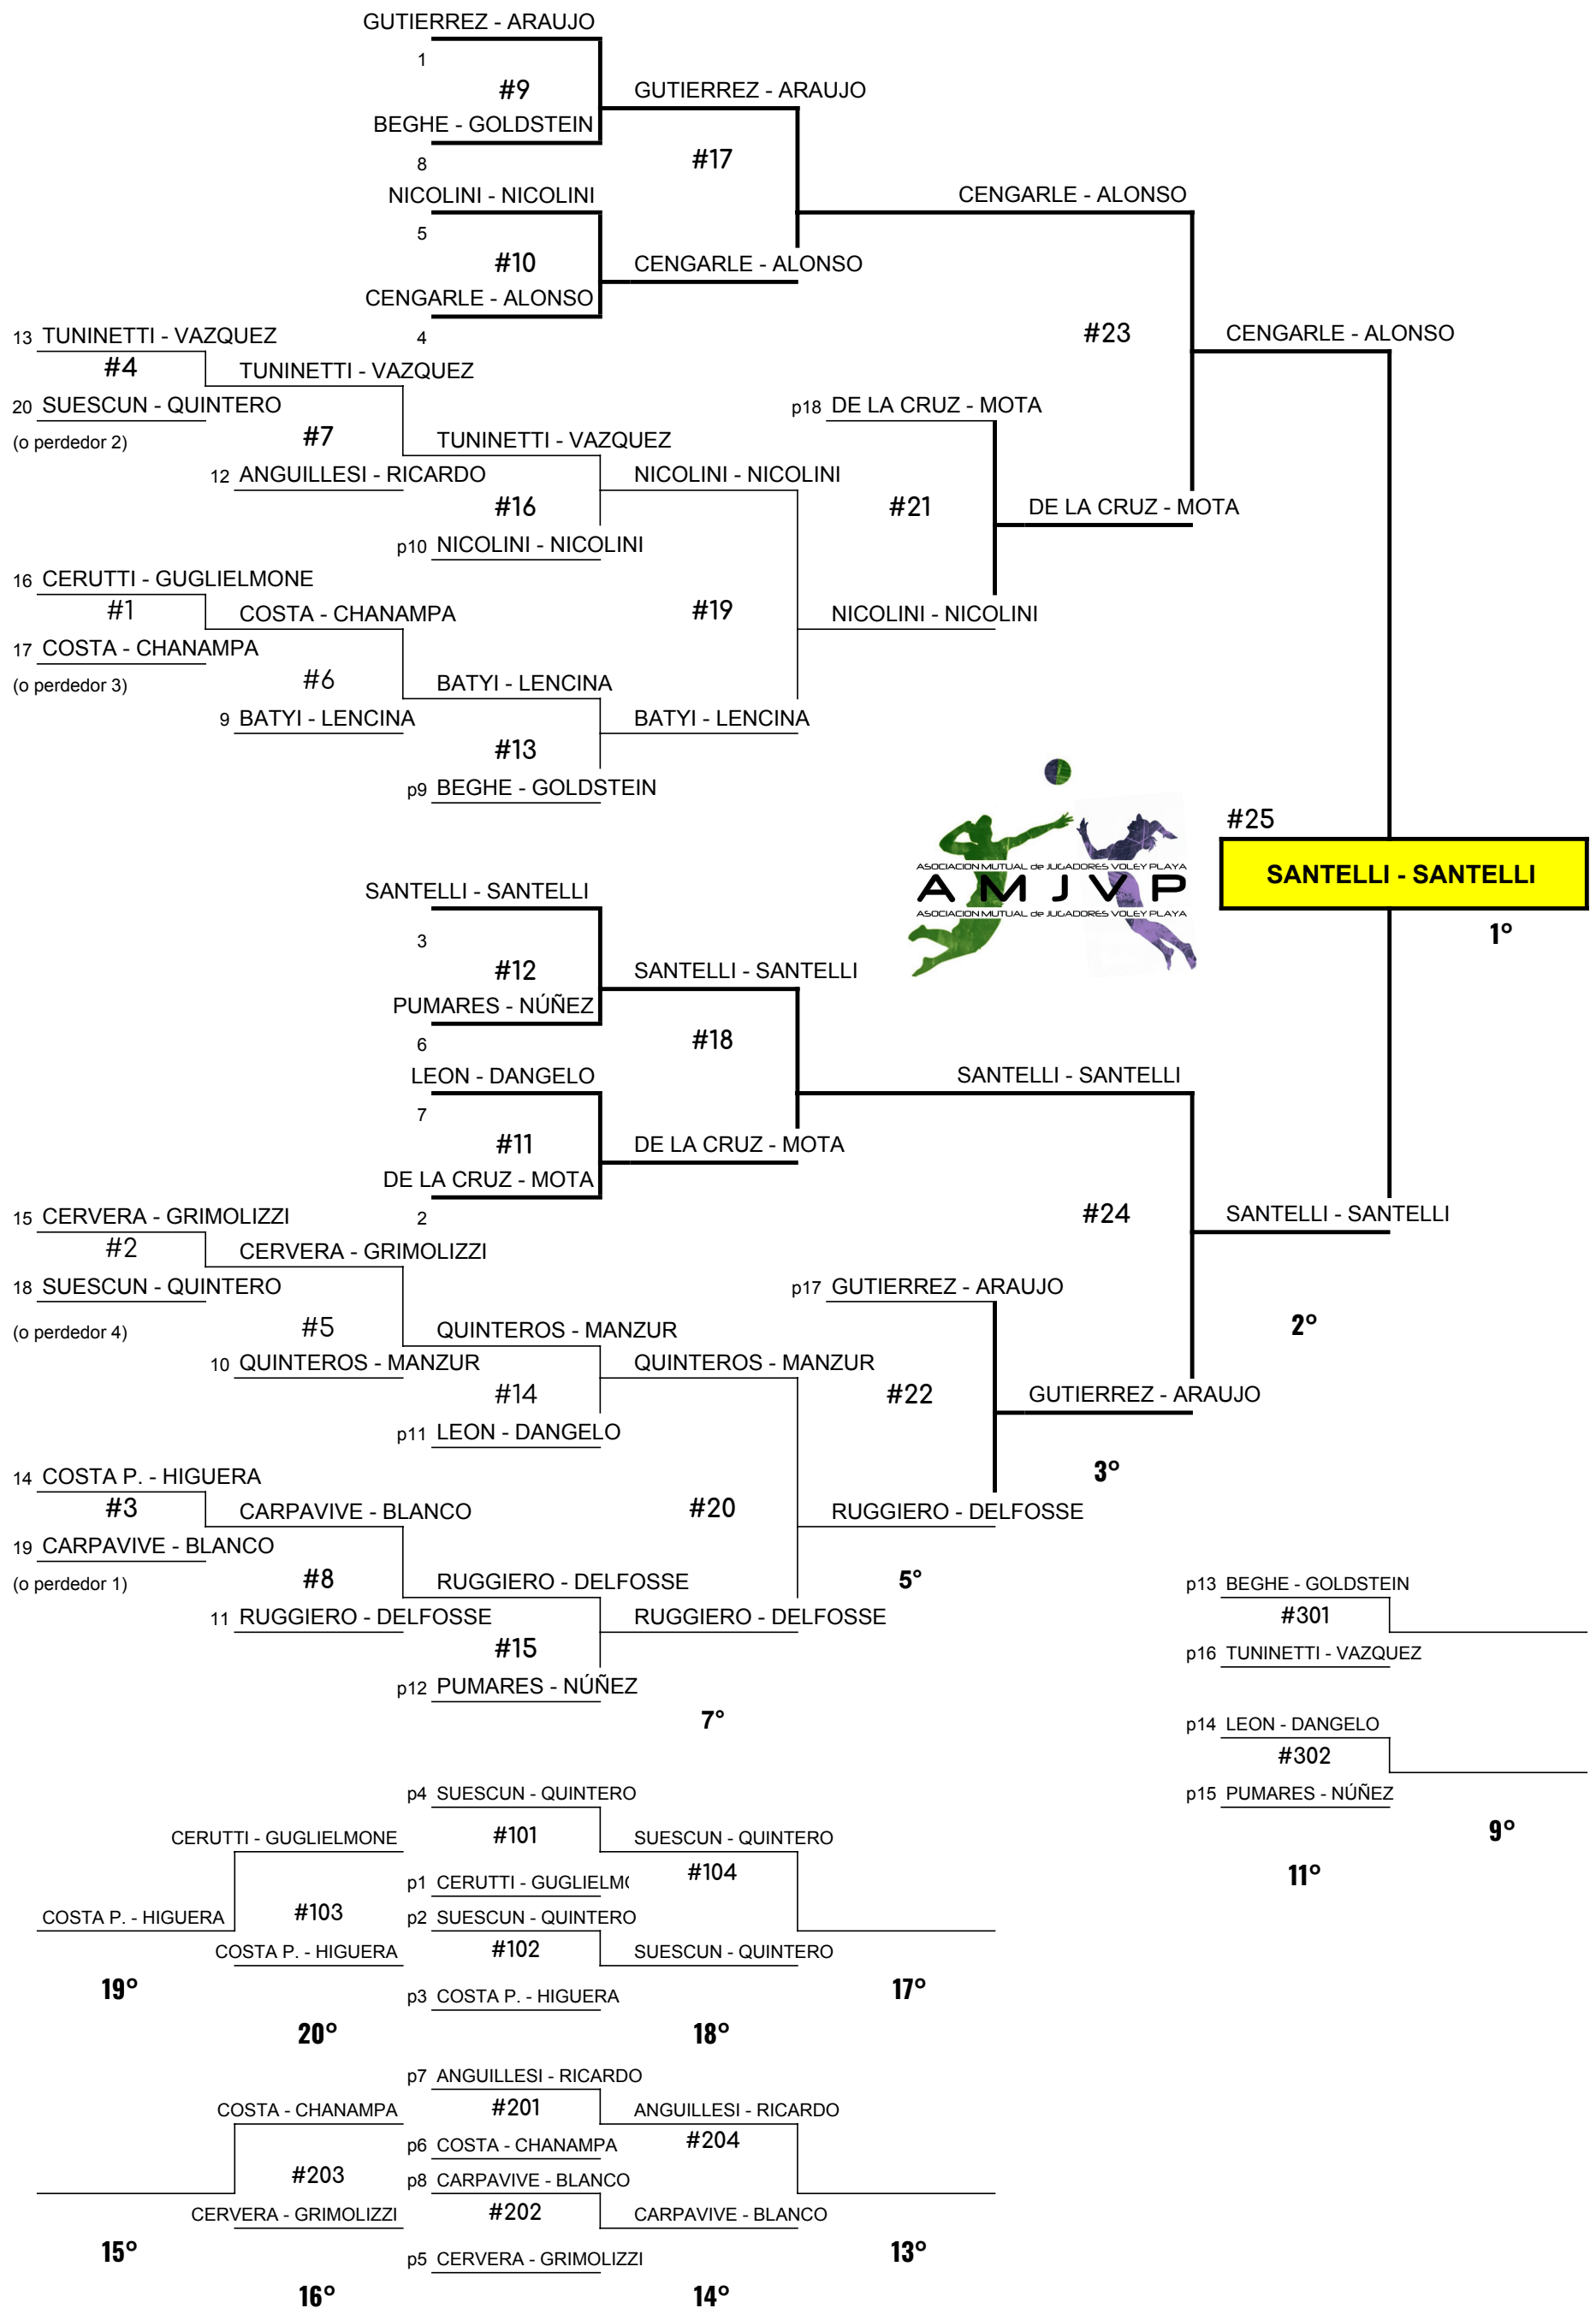 GUTIERREZ - ARAUJO
1
#9
GUTIERREZ - ARAUJO
BEGHE - GOLDSTEIN
8
#17
NICOLINI - NICOLINI
CENGARLE - ALONSO
5
#10
CENGARLE - ALONSO
CENGARLE - ALONSO
4
#23
CENGARLE - ALONSO
13 TUNINETTI - VAZQUEZ
#4
TUNINETTI - VAZQUEZ
20 SUESCUN - QUINTERO
p18 DE LA CRUZ - MOTA
(o perdedor 2)
#7
TUNINETTI - VAZQUEZ
12 ANGUILLESI - RICARDO
NICOLINI - NICOLINI
#16
#21
DE LA CRUZ - MOTA
p10 NICOLINI - NICOLINI
16 CERUTTI - GUGLIELMONE
#1
COSTA - CHANAMPA
#19
NICOLINI - NICOLINI
17 COSTA - CHANAMPA
(o perdedor 3)
#6
BATYI - LENCINA
9 BATYI - LENCINA
BATYI - LENCINA
#13
p9 BEGHE - GOLDSTEIN
#25
ASOCIACION MUTUAL de JUGADORES VOLEY PLAYA
AMJVP
ASOCIACION MUTUAL de JUGADORES VOLEY PLAYA
SANTELLI - SANTELLI
1°
SANTELLI - SANTELLI
3
#12
SANTELLI - SANTELLI
PUMARES - NÚÑEZ
6
#18
LEON - DANGELO
SANTELLI - SANTELLI
7
#11
DE LA CRUZ - MOTA
DE LA CRUZ - MOTA
2
#24
SANTELLI - SANTELLI
15 CERVERA - GRIMOLIZZI
#2
CERVERA - GRIMOLIZZI
18 SUESCUN - QUINTERO
p17 GUTIERREZ - ARAUJO
(o perdedor 4)
#5
QUINTEROS - MANZUR
2°
10 QUINTEROS - MANZUR
QUINTEROS - MANZUR
#14
#22
GUTIERREZ - ARAUJO
p11 LEON - DANGELO
3°
14 COSTA P. - HIGUERA
#3
CARPAVIVE - BLANCO
#20
RUGGIERO - DELFOSSE
19 CARPAVIVE - BLANCO
(o perdedor 1)
#8
RUGGIERO - DELFOSSE
5°
11 RUGGIERO - DELFOSSE
RUGGIERO - DELFOSSE
#15
p12 PUMARES - NÚÑEZ
7°
p13 BEGHE - GOLDSTEIN
#301
p16 TUNINETTI - VAZQUEZ
p14 LEON - DANGELO
#302
p15 PUMARES - NÚÑEZ
9°
11°
p4 SUESCUN - QUINTERO
CERUTTI - GUGLIELMONE
#101
SUESCUN - QUINTERO
#104
p1 CERUTTI - GUGLIELM
COSTA P. - HIGUERA
#103
p2 SUESCUN - QUINTERO
COSTA P. - HIGUERA
#102
SUESCUN - QUINTERO
19°
p3 COSTA P. - HIGUERA
17°
20°
18°
p7 ANGUILLESI - RICARDO
COSTA - CHANAMPA
#201
ANGUILLESI - RICARDO
p6 COSTA - CHANAMPA
#204
#203
p8 CARPAVIVE - BLANCO
CERVERA - GRIMOLIZZI
#202
CARPAVIVE - BLANCO
15°
p5 CERVERA - GRIMOLIZZI
13°
16°
14°